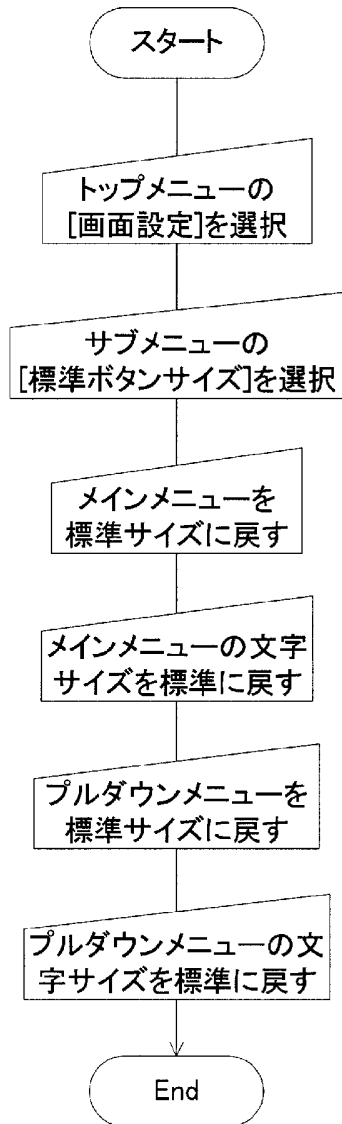 スタート
トップメニューの
[画面設定]を選択
サブメニューの
[標準ボタンサイズ]を選択
メインメニューを
標準サイズに戻す
メインメニューの文字
サイズを標準に戻す
プルダウンメニューを
標準サイズに戻す
プルダウンメニューの文
字サイズを標準に戻す
End